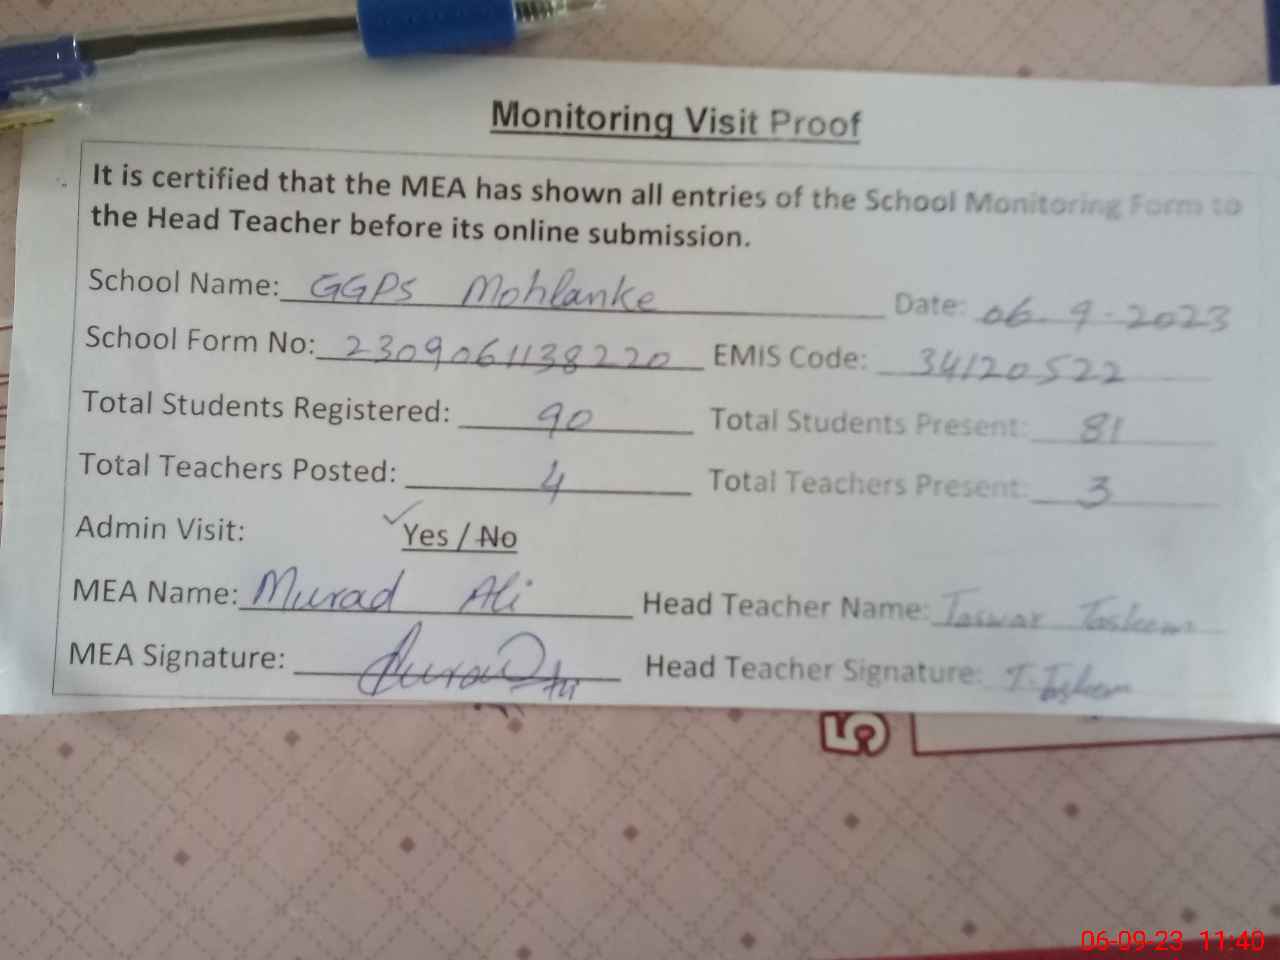 Monitoring Visit Proof
It is certified that the MEA has shown all entries of the School Monitoring Form to
the Head Teacher before its online submission.
School Name: GGPS Mohlanke Date: 06.9.2023
School Form No: 2309061138220 EMIS Code: 34120522
Total Students Registered: 90 Total Students Present: 81
Total Teachers Posted: 4 Total Teachers Present: 3
Admin Visit: Yes / No
MEA Name: Murad Ali Head Teacher Name: Taswar Tasleem
MEA Signature: Head Teacher Signature: T. Tasleem
5
06-09-23 11:40